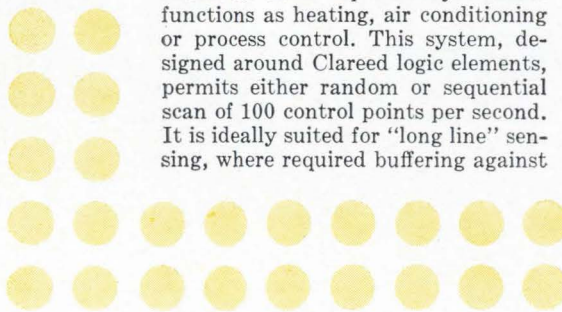 functions as heating, air conditioning
or process control. This system, de-
signed around Clareed logic elements,
permits either random or sequential
scan of 100 control points per second.
It is ideally suited for "long line" sen-
sing, where required buffering against